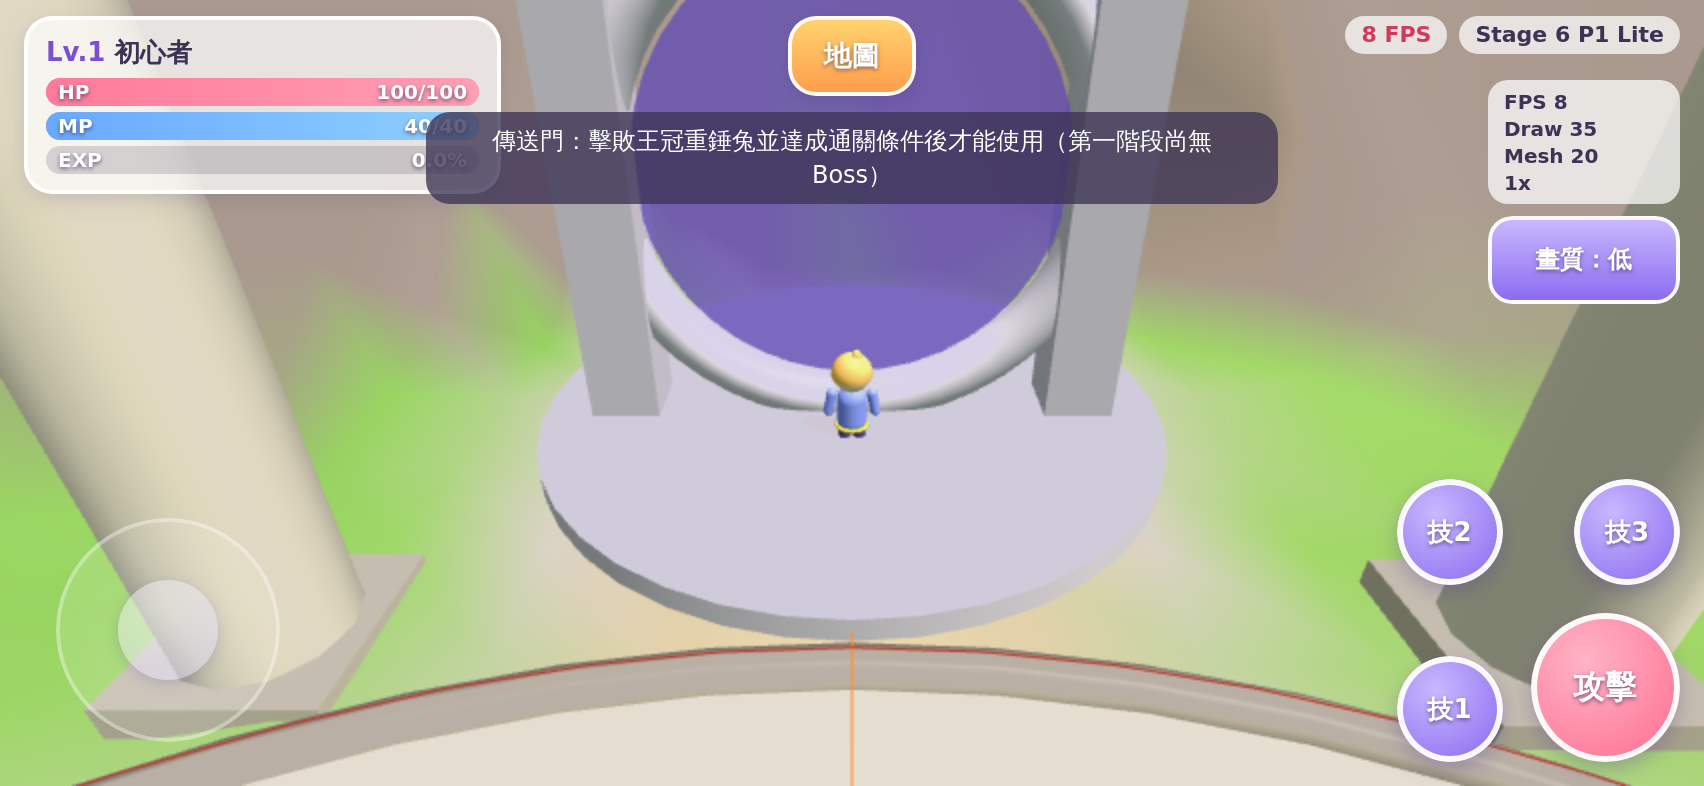 Lv.1 初心者
HP 100/100
MP 40/40
EXP 0.0%
地圖
傳送門：擊敗王冠重錘兔並達成通關條件後才能使用（第一階段尚無
Boss）
8 FPS
Stage 6 P1 Lite
FPS 8
Draw 35
Mesh 20
1x
畫質：低
技2
技3
技1
攻擊